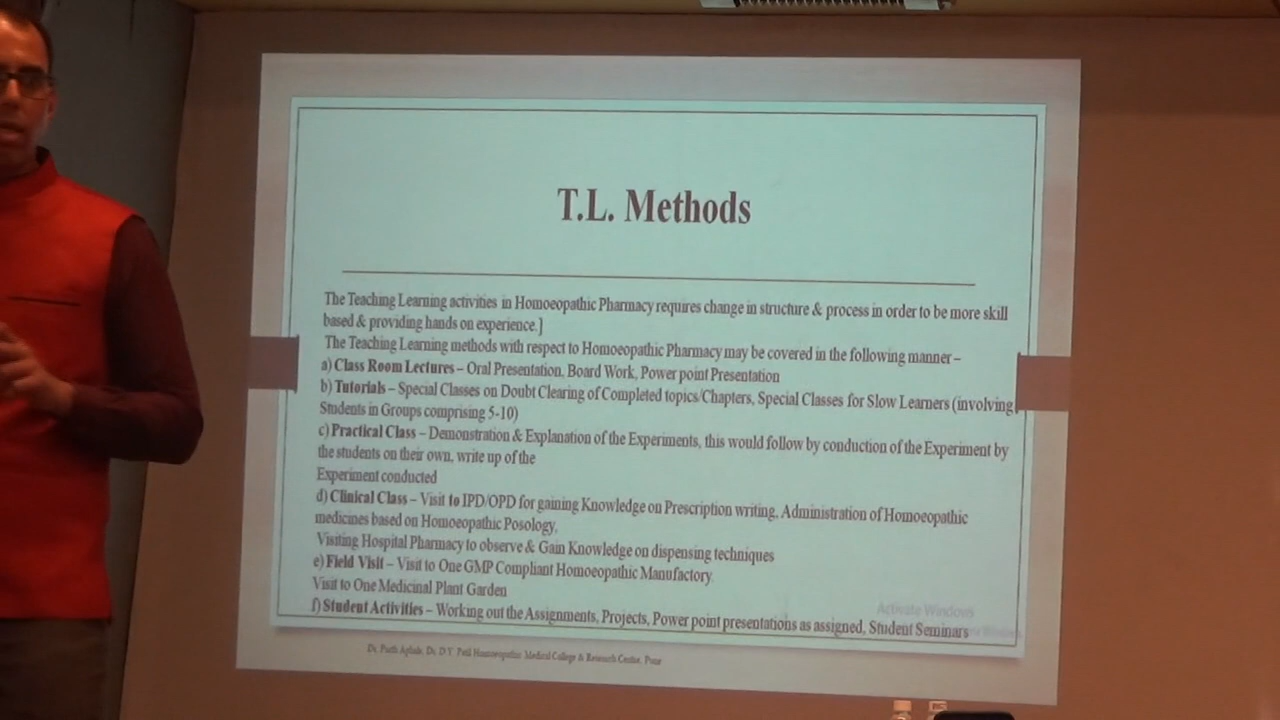 T.L. Methods
The Teaching Learning activities in Homoeopathic Pharmacy requires change in structure & process in order to be more skill
based & providing hands on experience.]
The Teaching Learning methods with respect to Homoeopathic Pharmacy may be covered in the following manner –
a) Class Room Lectures – Oral Presentation, Board Work, Power point Presentation
b) Tutorials – Special Classes on Doubt Clearing of Completed topics/Chapters, Special Classes for Slow Learners (involving
Students in Groups comprising 5-10)
c) Practical Class – Demonstration & Explanation of the Experiments, this would follow by conduction of the Experiment by
the students on their own, write up of the
Experiment conducted
d) Clinical Class – Visit to IPD/OPD for gaining Knowledge on Prescription writing, Administration of Homoeopathic
medicines based on Homoeopathic Posology,
Visiting Hospital Pharmacy to observe & Gain Knowledge on dispensing techniques
e) Field Visit – Visit to One GMP Compliant Homoeopathic Manufactory.
Visit to One Medicinal Plant Garden
f) Student Activities – Working out the Assignments, Projects, Power point presentations as assigned, Student Seminars
Activate Windows
Dr. D.Y. Patil Homoeopathic Medical College & Research Centre, Pune